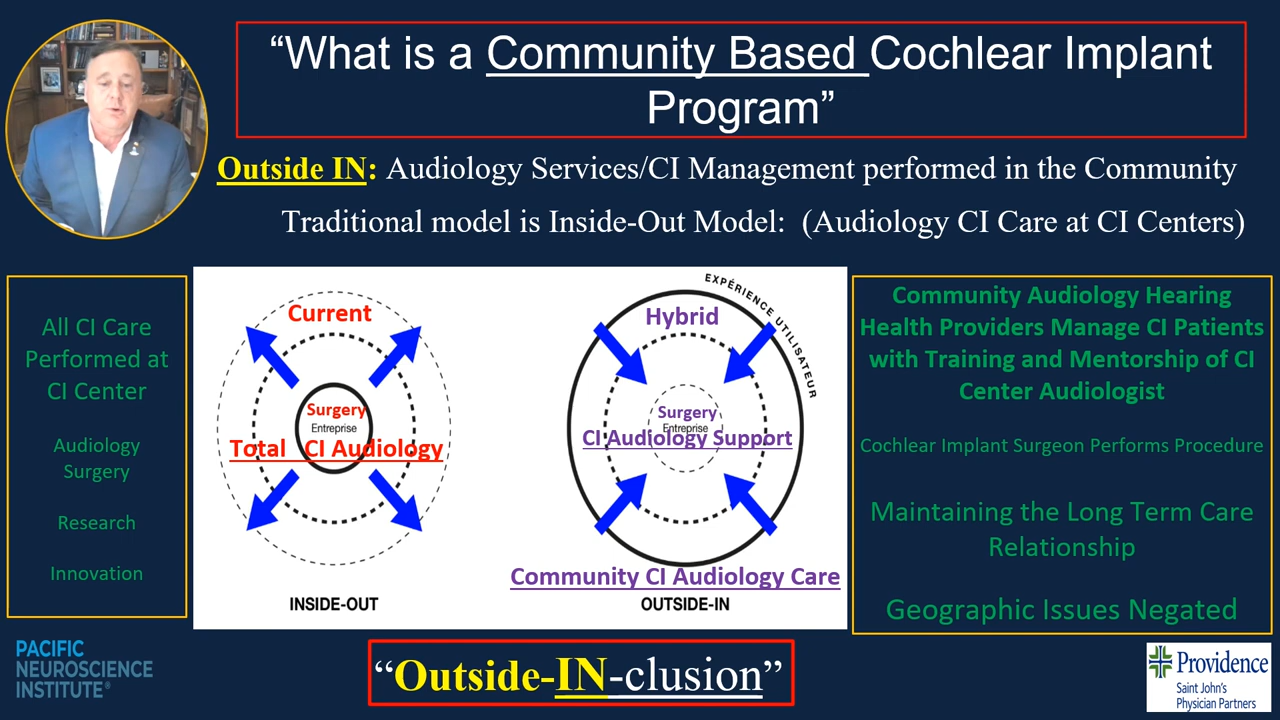 “What is a Community Based Cochlear Implant
Program”
Outside IN: Audiology Services/CI Management performed in the Community
Traditional model is Inside-Out Model: (Audiology CI Care at CI Centers)
All CI Care
Performed at
CI Center
Audiology
Surgery
Research
Innovation
Current
Surgery
Entreprise
Total CI Audiology
INSIDE-OUT
EXPÉRIENCE UTILISATEUR
Hybrid
Surgery
Entreprise
CI Audiology Support
Community CI Audiology Care
OUTSIDE-IN
Community Audiology Hearing
Health Providers Manage CI Patients
with Training and Mentorship of CI
Center Audiologist
Cochlear Implant Surgeon Performs Procedure
Maintaining the Long Term Care
Relationship
Geographic Issues Negated
PACIFIC
NEUROSCIENCE
INSTITUTE®
“Outside-IN-clusion”
Providence
Saint John's
Physician Partners